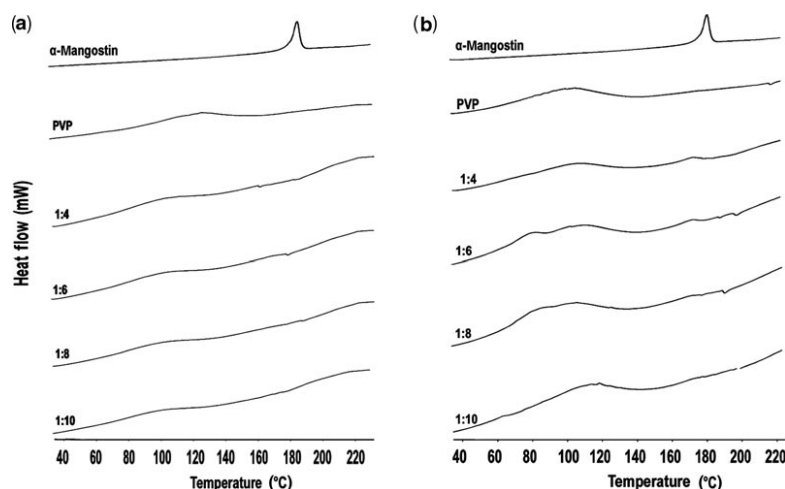 (a)
α-Mangostin
PVP
1:4
1:6
1:8
1:10
Heat flow (mW)
40 60 80 100 120 140 160 180 200 220
Temperature (ºC)
(b)
α-Mangostin
PVP
1:4
1:6
1:8
1:10
40 60 80 100 120 140 160 180 200 220
Temperature (ºC)